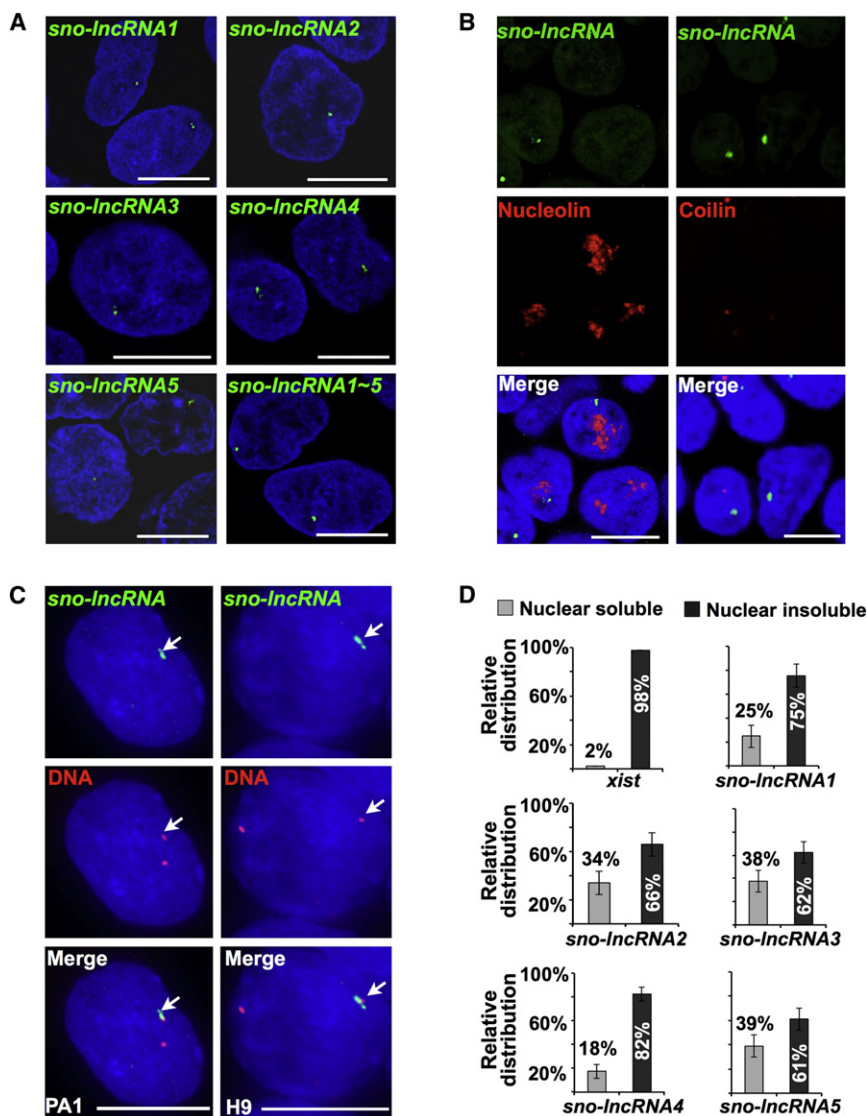 A
sno-lncRNA1
sno-lncRNA2
sno-lncRNA3
sno-lncRNA4
sno-lncRNA5
sno-lncRNA1~5
B
sno-lncRNA
sno-lncRNA
Nucleolin
Coilin
Merge
Merge
C
sno-lncRNA
sno-lncRNA
DNA
DNA
Merge
Merge
PA1
H9
D
Nuclear soluble
Nuclear insoluble
Relative distribution
100%
60%
20%
2%
98%
xist
25%
75%
sno-lncRNA1
Relative distribution
100%
60%
20%
34%
66%
sno-lncRNA2
38%
62%
sno-lncRNA3
Relative distribution
100%
60%
20%
18%
82%
sno-lncRNA4
39%
61%
sno-lncRNA5